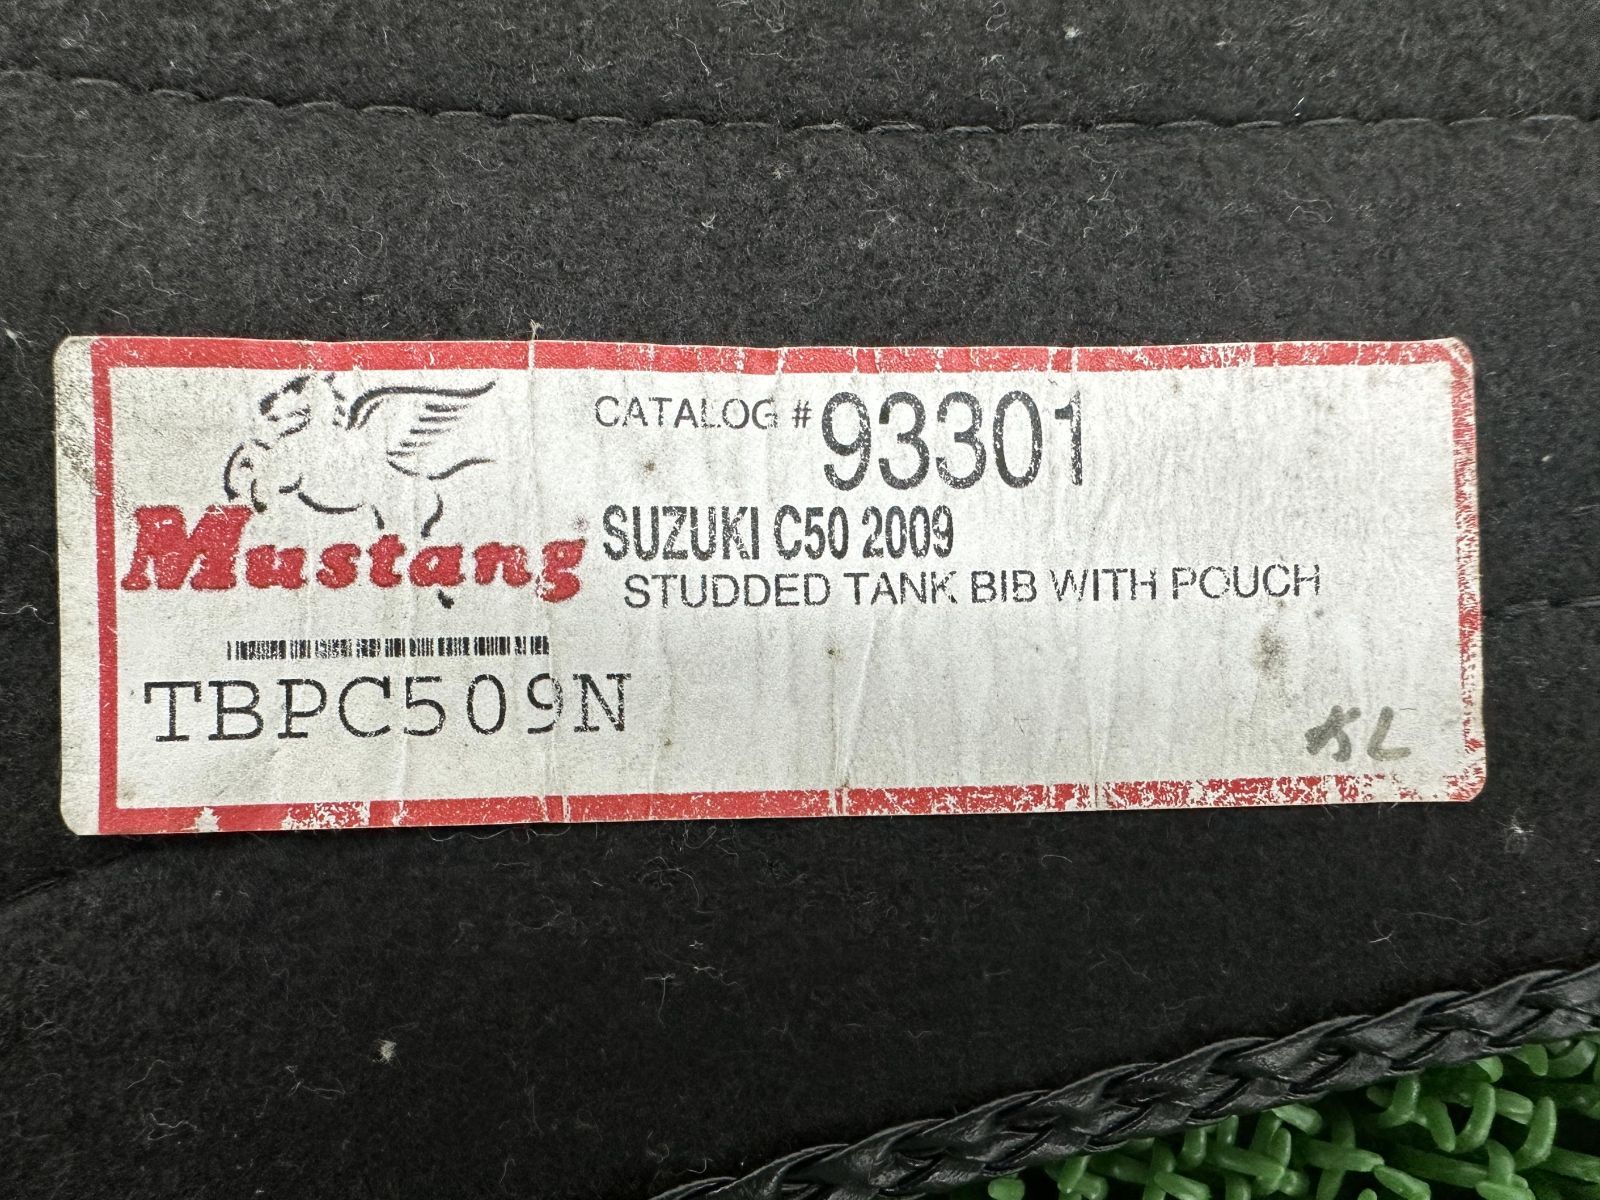 CATALOG # 93301
Mustang
SUZUKI C50 2009
STUDDED TANK BIB WITH POUCH
TBPC509N